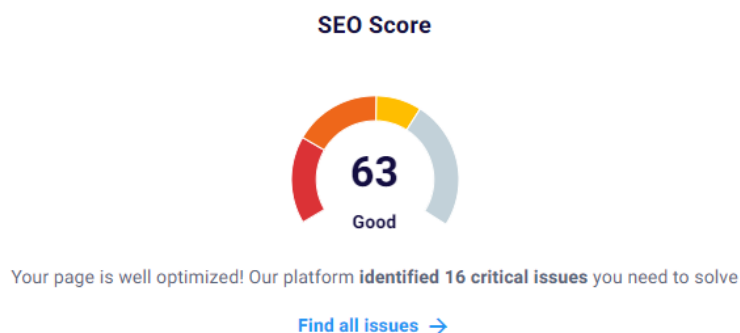 SEO Score
63
Good
Your page is well optimized! Our platform identified 16 critical issues you need to solve
Find all issues →